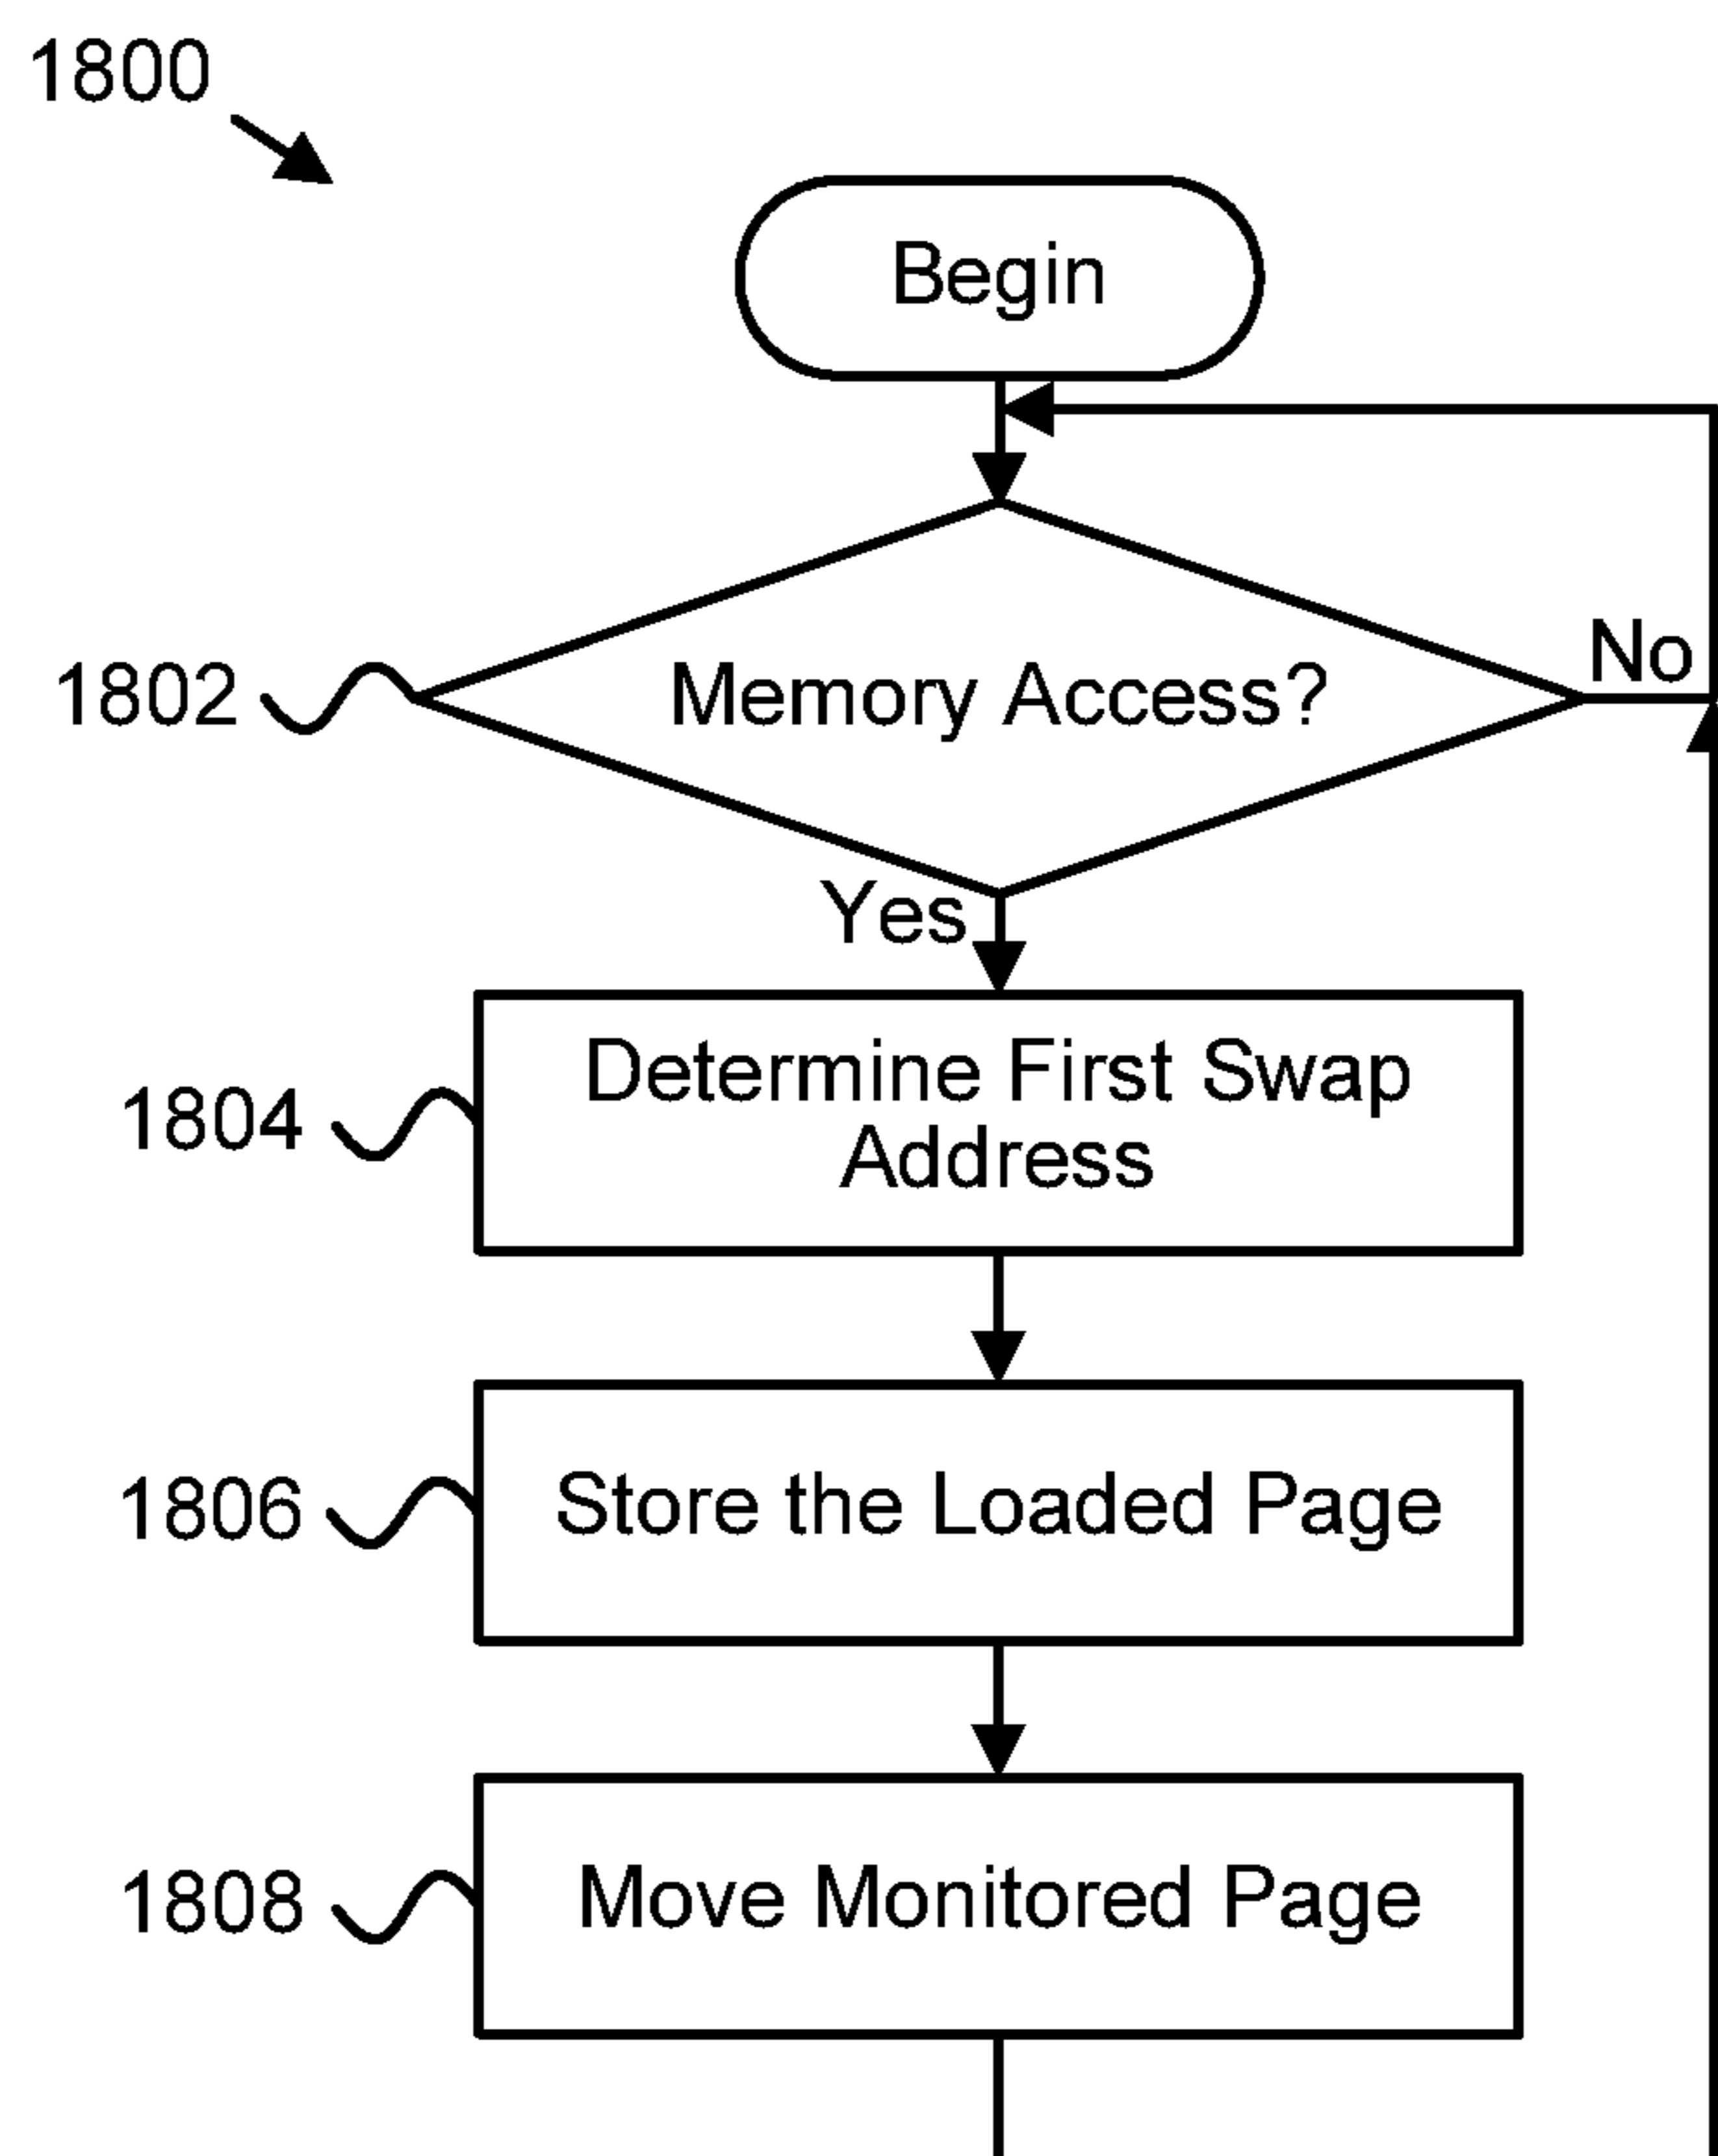 1800
Begin
No
1802
Memory Access?
Yes
1804
Determine First Swap
Address
1806
Store the Loaded Page
1808
Move Monitored Page